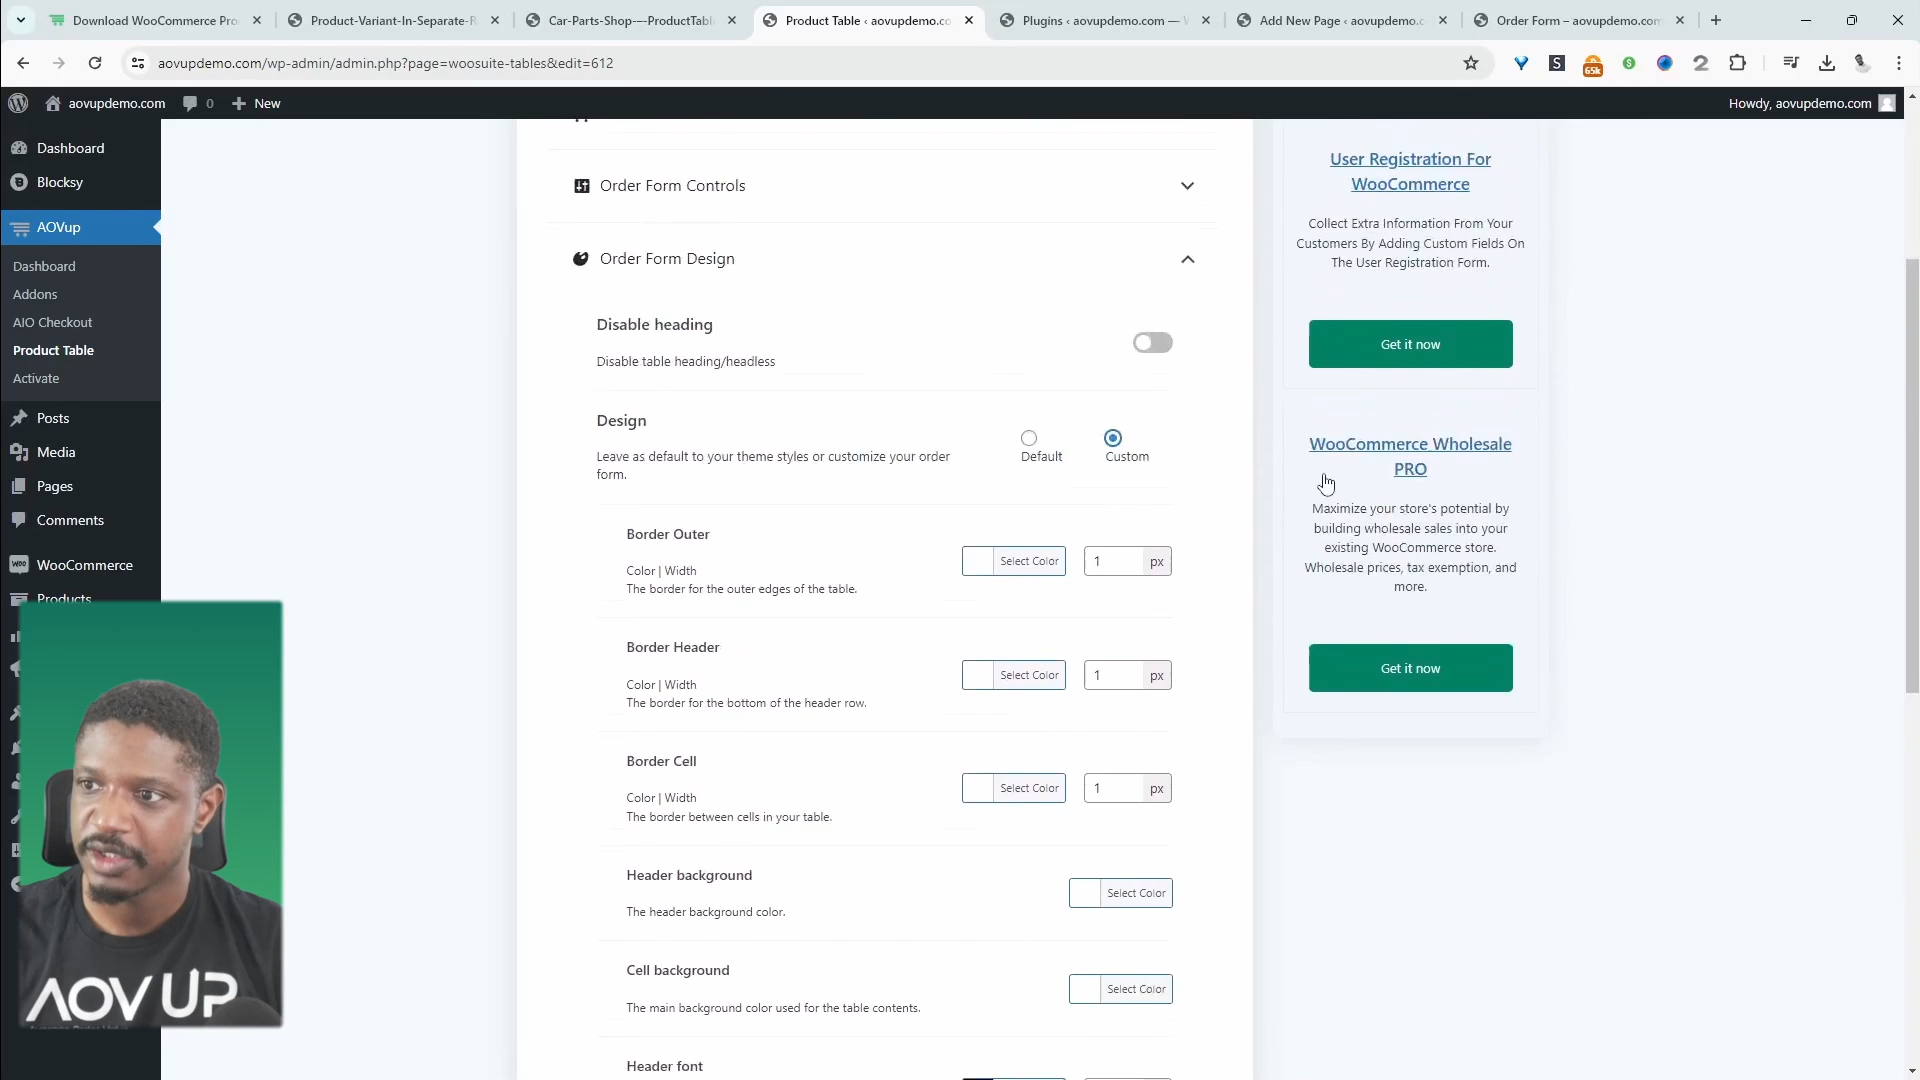 Download WooCommerce Pro
Product-Variant-In-Separate-R
Car-Parts-Shop-–-ProductTabl
Product Table ‹ aovupdemo.co
Plugins ‹ aovupdemo.com — W
Add New Page ‹ aovupdemo.c
Order Form – aovupdemo.com
aovupdemo.com/wp-admin/admin.php?page=woosuite-tables&edit=612
S
65k
2
aovupdemo.com
0
New
Howdy, aovupdemo.com
Dashboard
Blocksy
AOVup
Dashboard
Addons
AIO Checkout
Product Table
Activate
Posts
Media
Pages
Comments
WooCommerce
Products
Order Form Controls
Order Form Design
Disable heading
Disable table heading/headless
Design
Leave as default to your theme styles or customize your order
form.
Default
Custom
Border Outer
Color | Width
The border for the outer edges of the table.
Select Color
1
px
Border Header
Color | Width
The border for the bottom of the header row.
Select Color
1
px
Border Cell
Color | Width
The border between cells in your table.
Select Color
1
px
Header background
The header background color.
Select Color
Cell background
The main background color used for the table contents.
Select Color
Header font
User Registration For
WooCommerce
Collect Extra Information From Your
Customers By Adding Custom Fields On
The User Registration Form.
Get it now
WooCommerce Wholesale
PRO
Maximize your store's potential by
building wholesale sales into your
existing WooCommerce store.
Wholesale prices, tax exemption, and
more.
Get it now
AOV UP